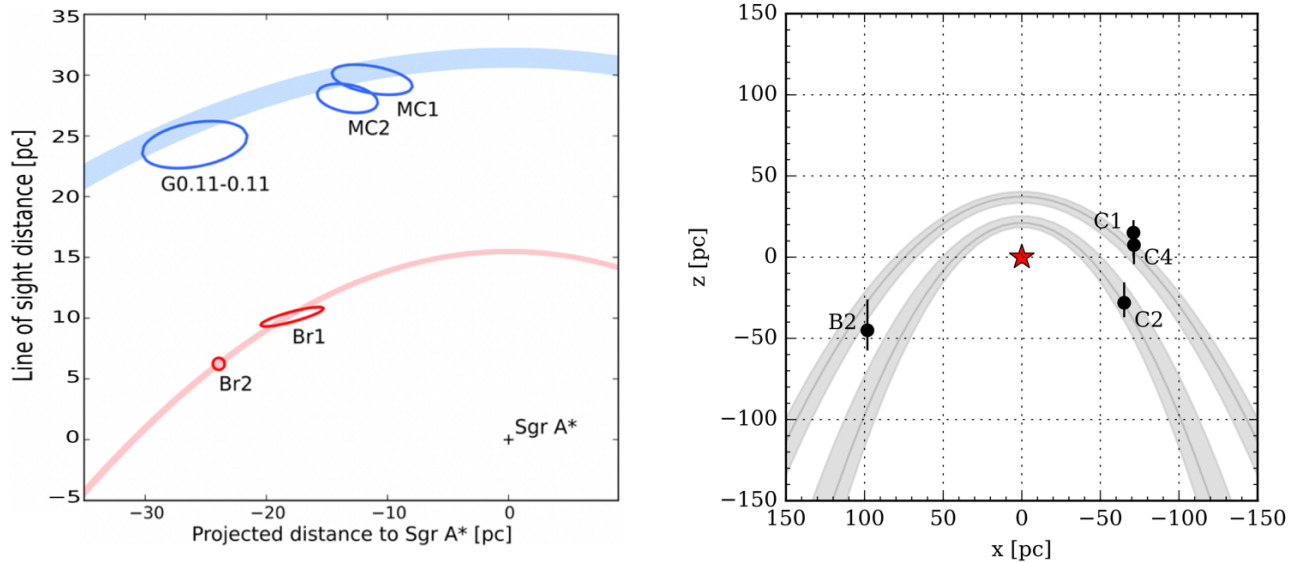 35
30
25
20
15
10
5
0
−5
Line of sight distance [pc]
MC1
MC2
G0.11-0.11
Br1
Br2
Sgr A*
−30
−20
−10
0
Projected distance to Sgr A* [pc]
150
100
50
0
−50
−100
−150
z [pc]
C1
C4
B2
C2
150
100
50
0
−50
−100
−150
x [pc]